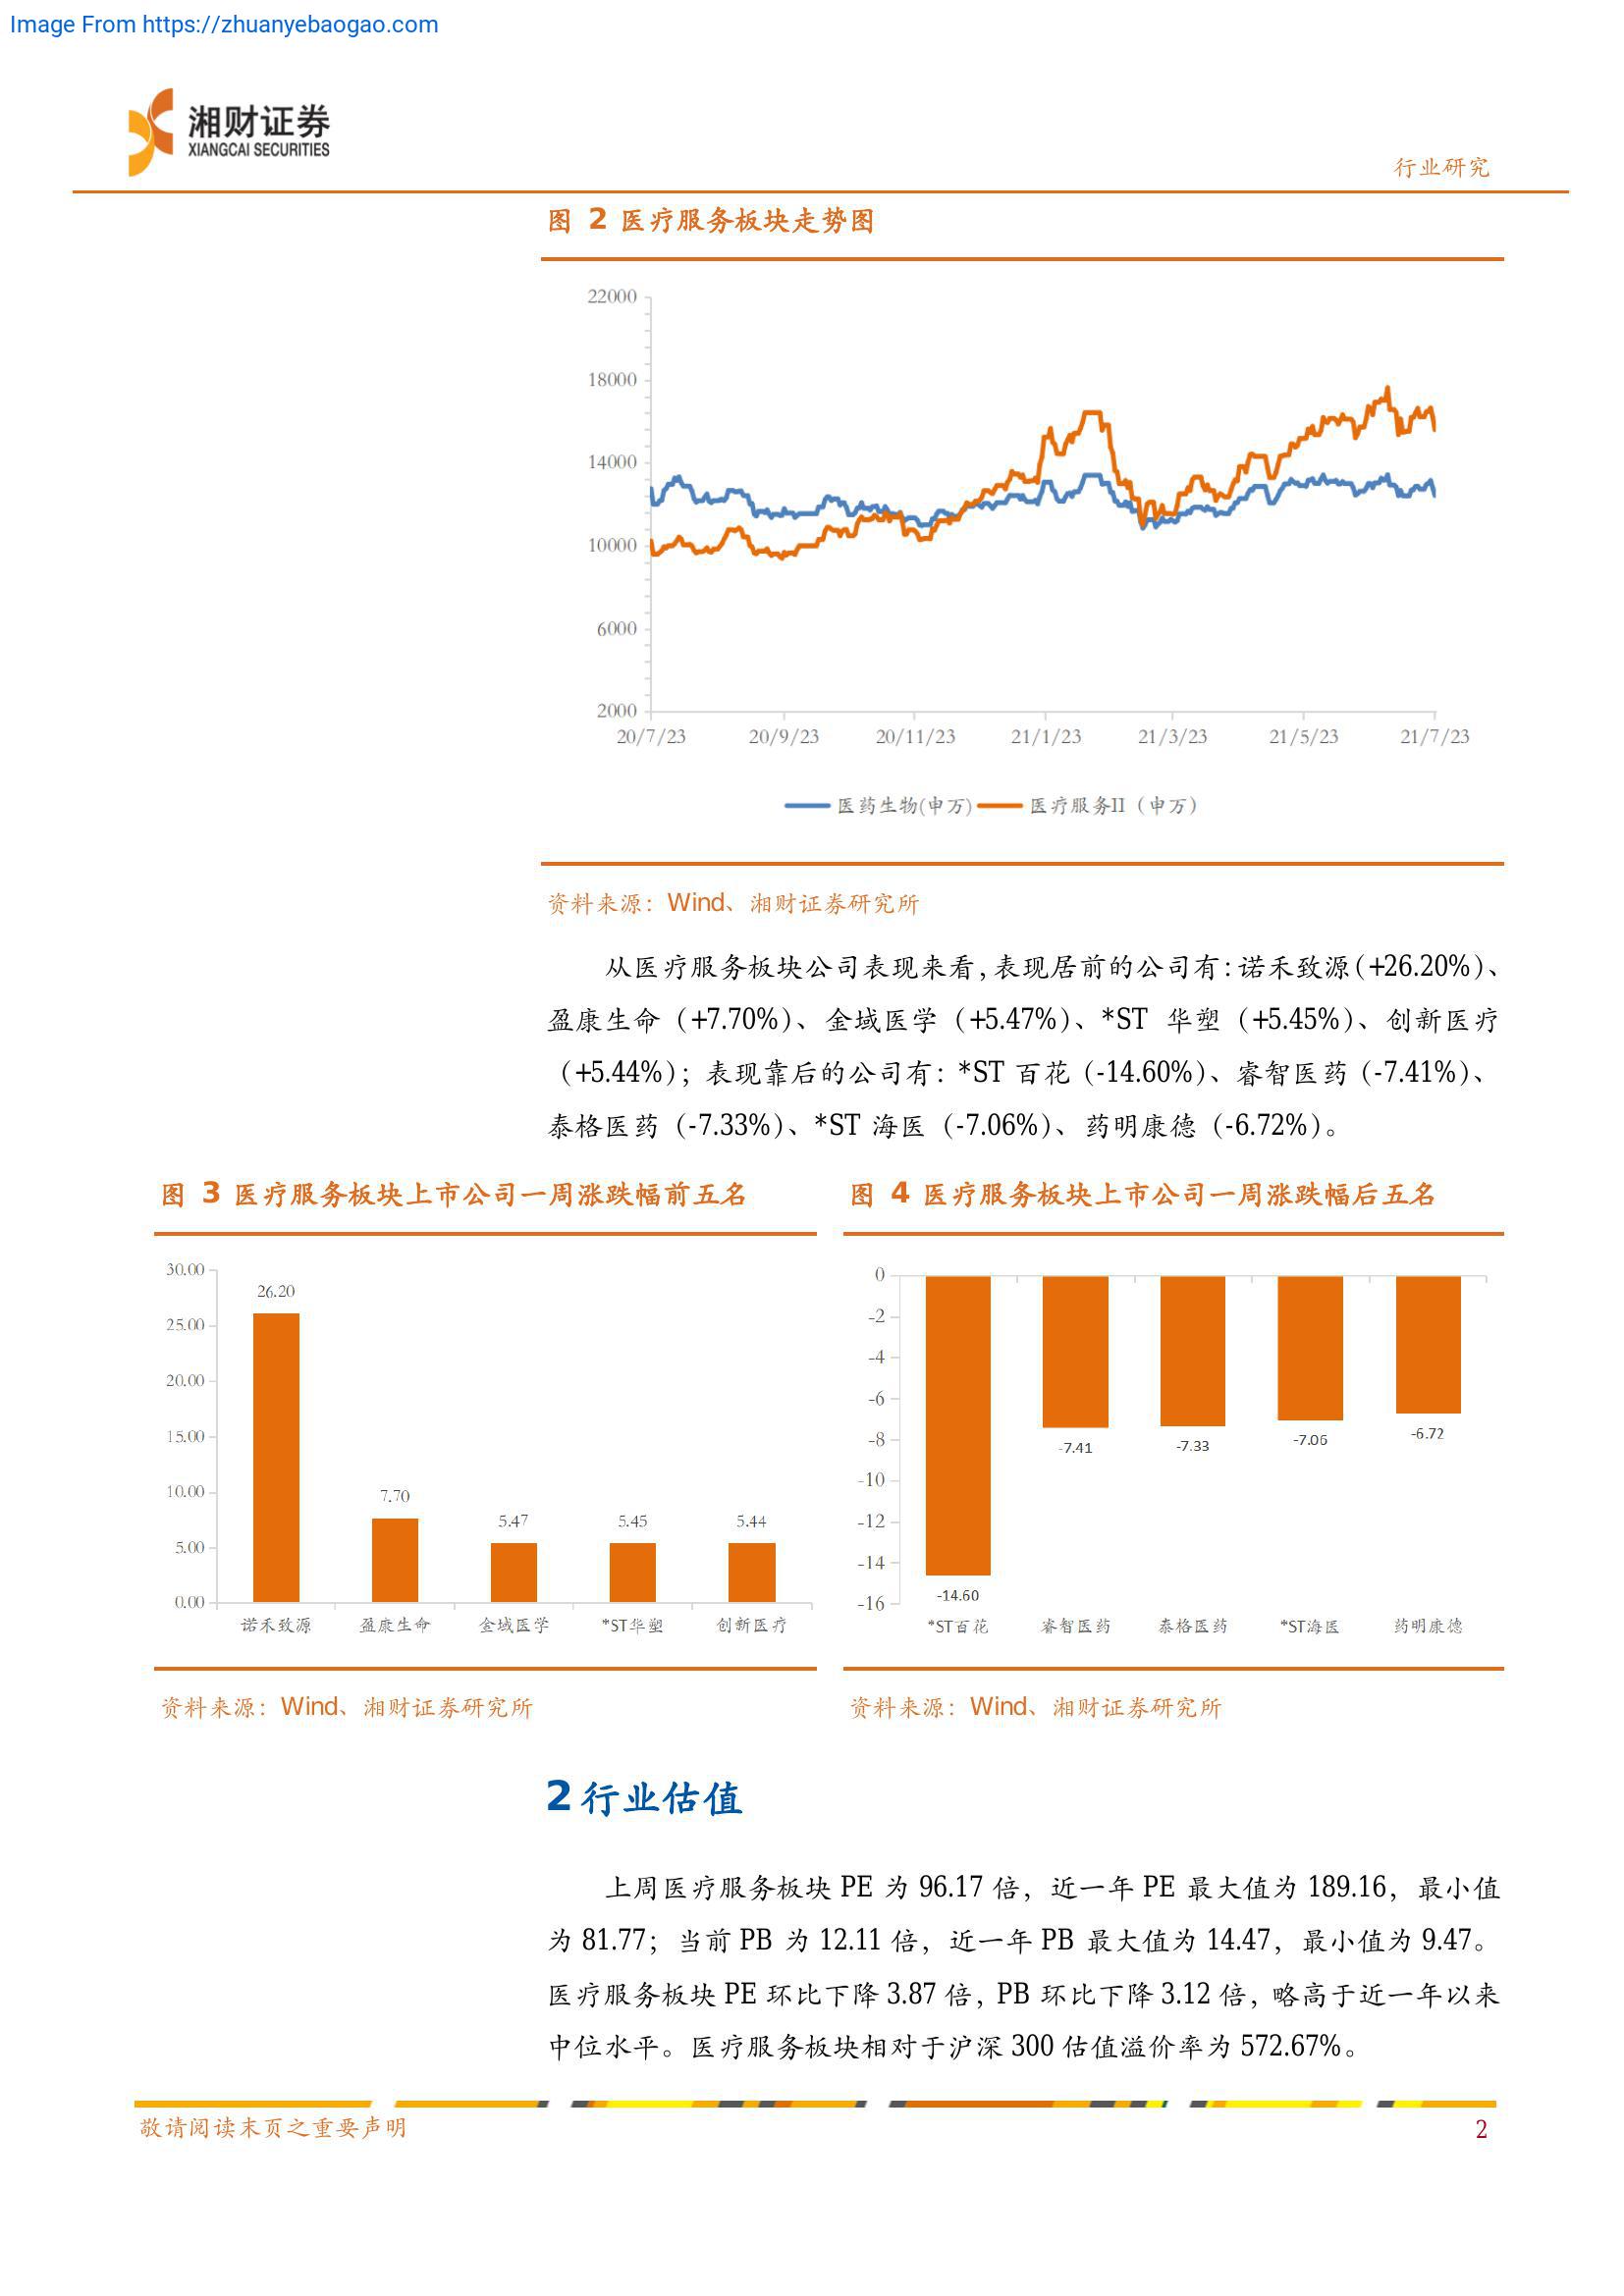 Image From https://zhuanyebaogao.com
湘财证券
XIANGCAI SECURITIES
行业研究
图 2 医疗服务板块走势图
22000
18000
14000
10000
6000
2000
20/7/23 20/9/23 20/11/23 21/1/23 21/3/23 21/5/23 21/7/23
医药生物(申万) 医疗服务II（申万）
资料来源：Wind、湘财证券研究所
从医疗服务板块公司表现来看，表现居前的公司有：诺禾致源（+26.20%）、
盈康生命（+7.70%）、金域医学（+5.47%）、*ST 华塑（+5.45%）、创新医疗
（+5.44%）；表现靠后的公司有：*ST 百花（-14.60%）、睿智医药（-7.41%）、
泰格医药（-7.33%）、*ST 海医（-7.06%）、药明康德（-6.72%）。
图 3 医疗服务板块上市公司一周涨跌幅前五名
30.00
25.00
20.00
15.00
10.00
5.00
0.00
26.20
7.70
5.47
5.45
5.44
诺禾致源 盈康生命 金域医学 *ST华塑 创新医疗
资料来源：Wind、湘财证券研究所
图 4 医疗服务板块上市公司一周涨跌幅后五名
0
-2
-4
-6
-8
-10
-12
-14
-16
-14.60
-7.41
-7.33
-7.06
-6.72
*ST百花 睿智医药 泰格医药 *ST海医 药明康德
资料来源：Wind、湘财证券研究所
2 行业估值
上周医疗服务板块 PE 为 96.17 倍，近一年 PE 最大值为 189.16，最小值
为 81.77；当前 PB 为 12.11 倍，近一年 PB 最大值为 14.47，最小值为 9.47。
医疗服务板块 PE 环比下降 3.87 倍，PB 环比下降 3.12 倍，略高于近一年以来
中位水平。医疗服务板块相对于沪深 300 估值溢价率为 572.67%。
敬请阅读末页之重要声明
2